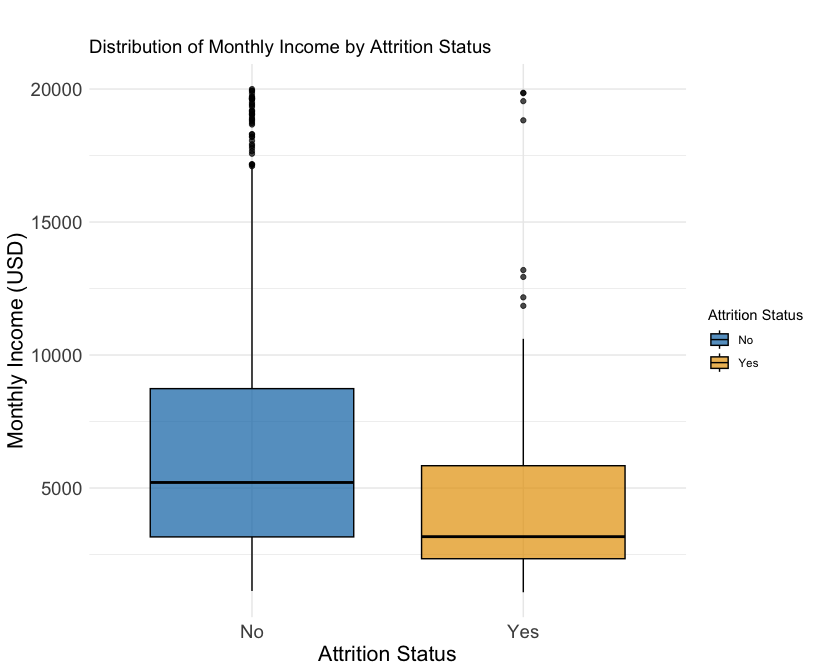 Distribution of Monthly Income by Attrition Status
20000
15000
10000
5000
Monthly Income (USD)
No
Yes
Attrition Status
Attrition Status
No
Yes